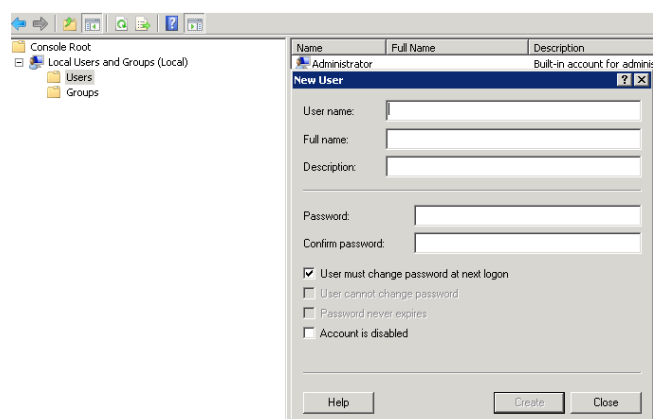 Console Root
Local Users and Groups (Local)
Users
Groups
Name Full Name Description
Administrator Built-in account for adminis
New User
User name:
Full name:
Description:
Password:
Confirm password:
User must change password at next logon
User cannot change password
Password never expires
Account is disabled
Help Create Close